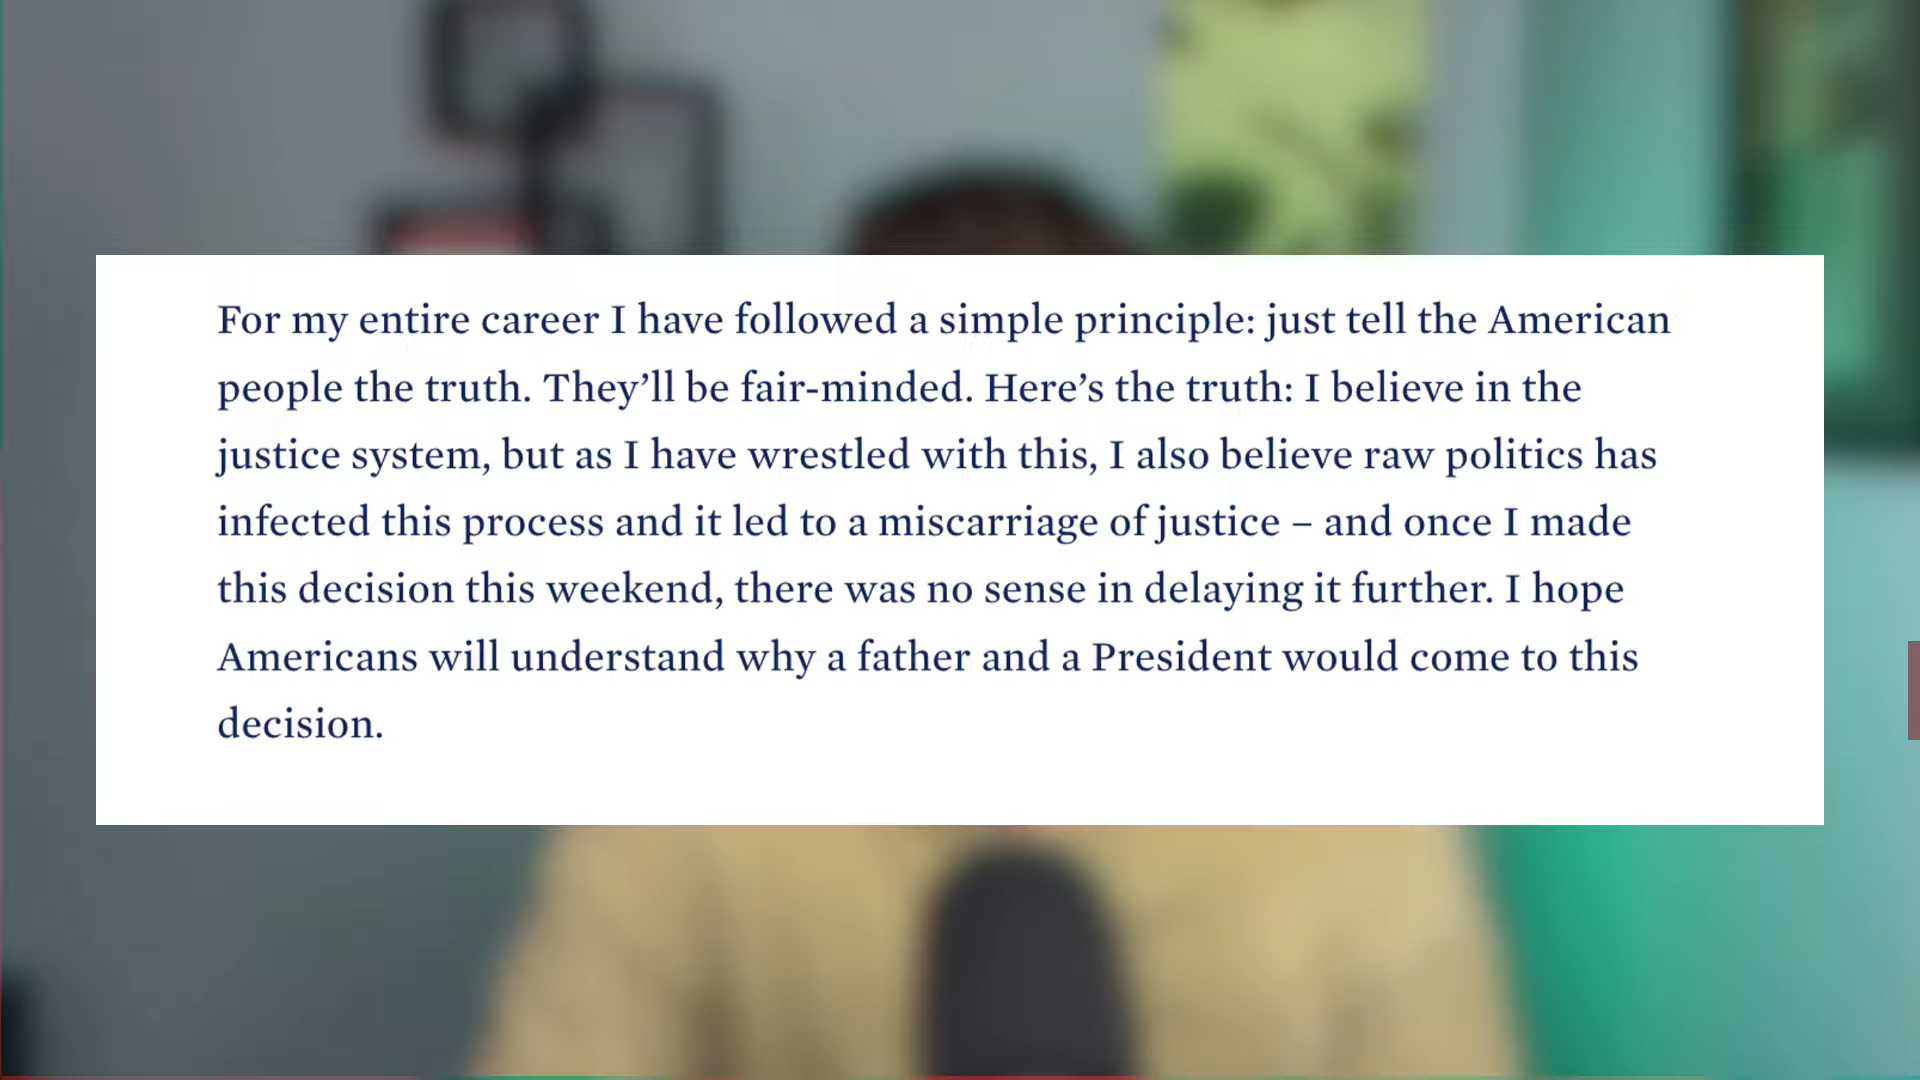 For my entire career I have followed a simple principle: just tell the American
people the truth. They’ll be fair-minded. Here’s the truth: I believe in the
justice system, but as I have wrestled with this, I also believe raw politics has
infected this process and it led to a miscarriage of justice – and once I made
this decision this weekend, there was no sense in delaying it further. I hope
Americans will understand why a father and a President would come to this
decision.